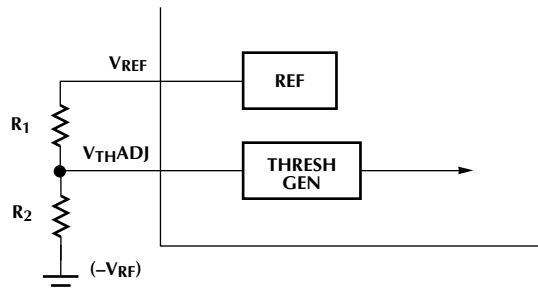 VREF
REF
R1
VTHADJ
THRESH
GEN
R2
(–VRF)